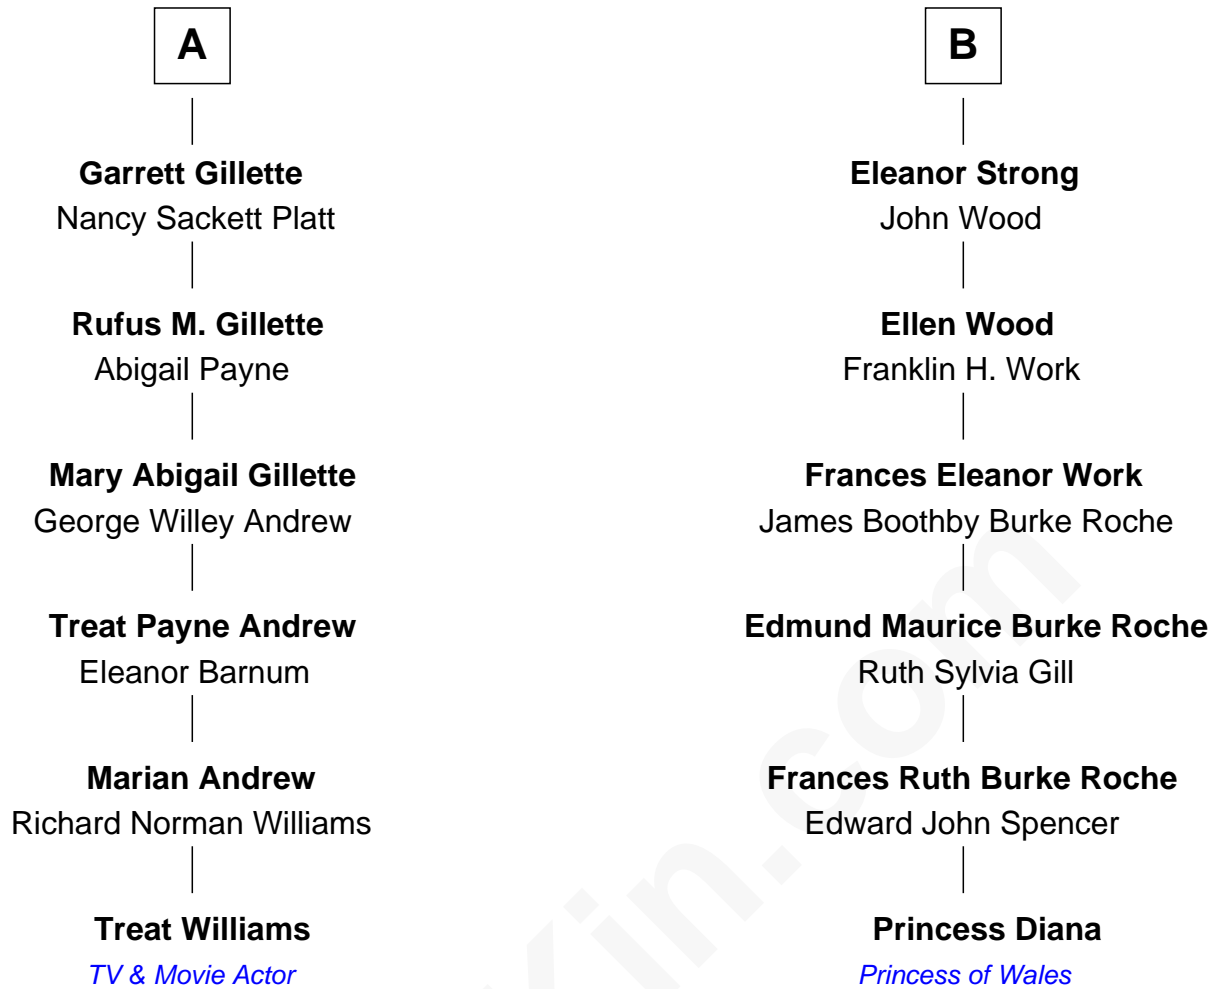 A
Garrett Gillette
Nancy Sackett Platt
Rufus M. Gillette
Abigail Payne
Mary Abigail Gillette
George Willey Andrew
Treat Payne Andrew
Eleanor Barnum
Marian Andrew
Richard Norman Williams
Treat Williams
TV & Movie Actor
B
Eleanor Strong
John Wood
Ellen Wood
Franklin H. Work
Frances Eleanor Work
James Boothby Burke Roche
Edmund Maurice Burke Roche
Ruth Sylvia Gill
Frances Ruth Burke Roche
Edward John Spencer
Princess Diana
Princess of Wales